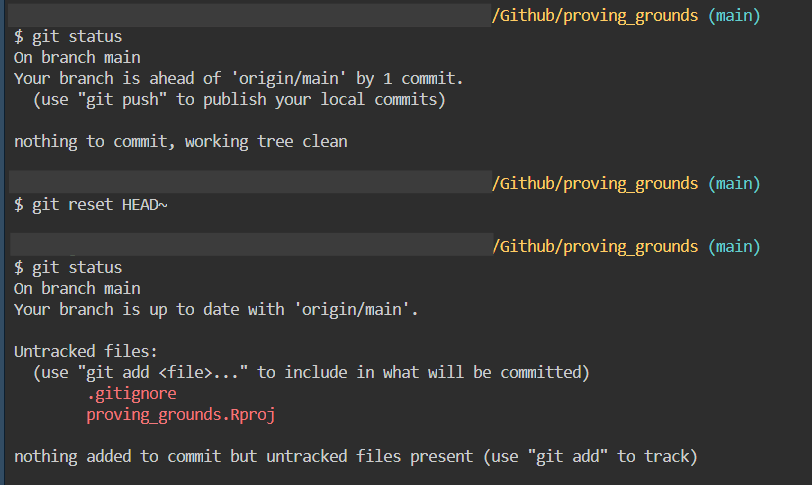 /Github/proving_grounds (main)
$ git status
On branch main
Your branch is ahead of 'origin/main' by 1 commit.
  (use "git push" to publish your local commits)

nothing to commit, working tree clean

/Github/proving_grounds (main)
$ git reset HEAD~

/Github/proving_grounds (main)
$ git status
On branch main
Your branch is up to date with 'origin/main'.

Untracked files:
  (use "git add <file>..." to include in what will be committed)
        .gitignore
        proving_grounds.Rproj

nothing added to commit but untracked files present (use "git add" to track)